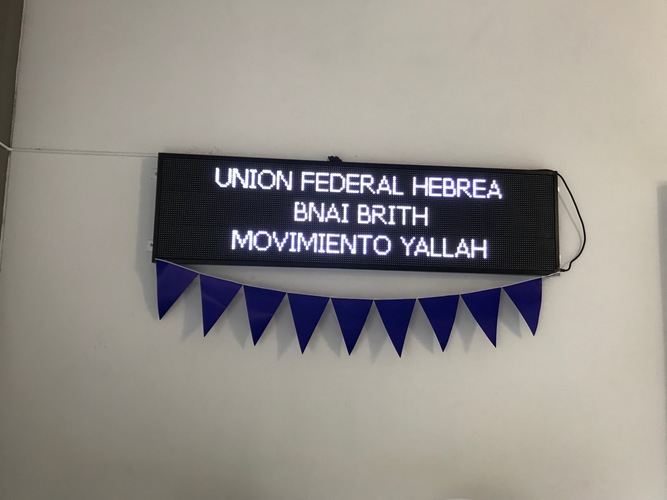 UNION FEDERAL HEBREA
BNAI BRITH
MOVIMIENTO YALLAH